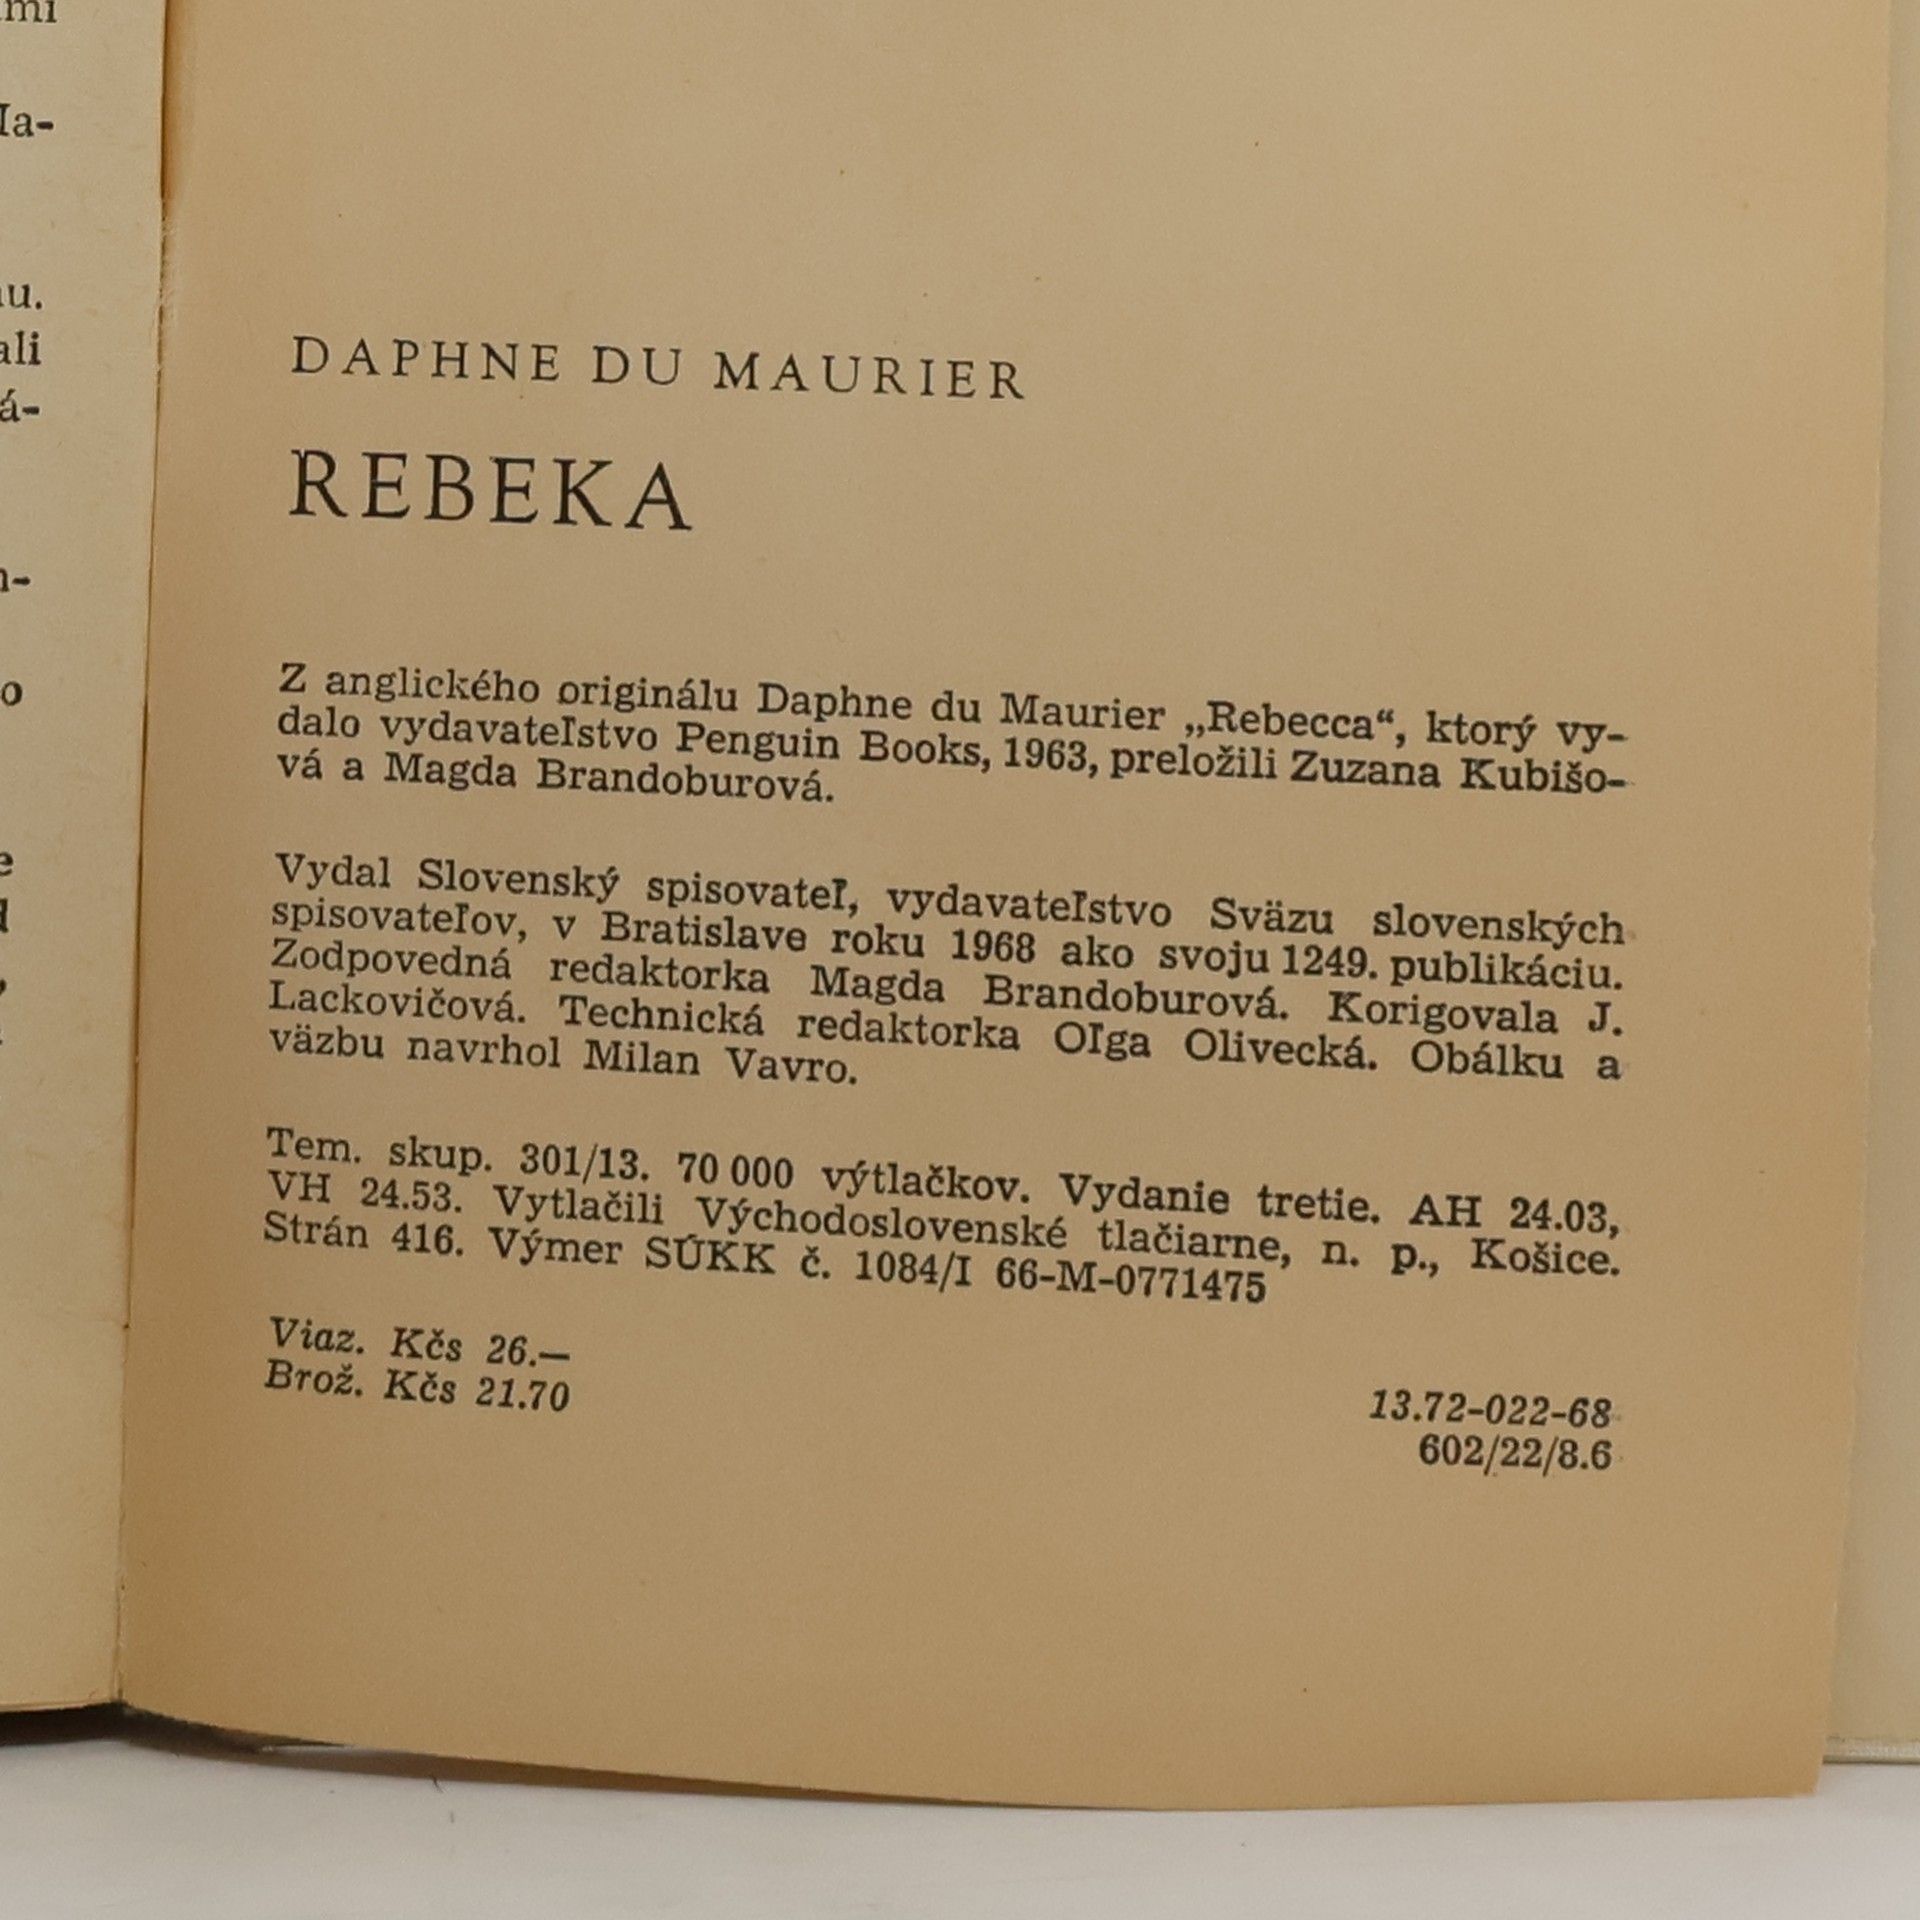 DAPHNE DU MAURIER
REBEKA
Z anglického originálu Daphne du Maurier „Rebecca“, ktorý vy-
dalo vydavateľstvo Penguin Books, 1963, preložili Zuzana Kubišo-
vá a Magda Brandoburová.
Vydal Slovenský spisovateľ, vydavateľstvo Sväzu slovenských
spisovateľov, v Bratislave roku 1968 ako svoju 1249. publikáciu.
Zodpovedná redaktorka Magda Brandoburová. Korigovala J.
Lackovičová. Technická redaktorka Oľga Olivecká. Obálku a
väzbu navrhol Milan Vavro.
Tem. skup. 301/13. 70 000 výtlačkov. Vydanie tretie. AH 24.03,
VH 24.53. Vytlačili Východoslovenské tlačiarne, n. p., Košice.
Strán 416. Výmer SÚKK č. 1084/I 66-M-0771475
Viaz. Kčs 26.—
Brož. Kčs 21.70
13.72-022-68
602/22/8.6